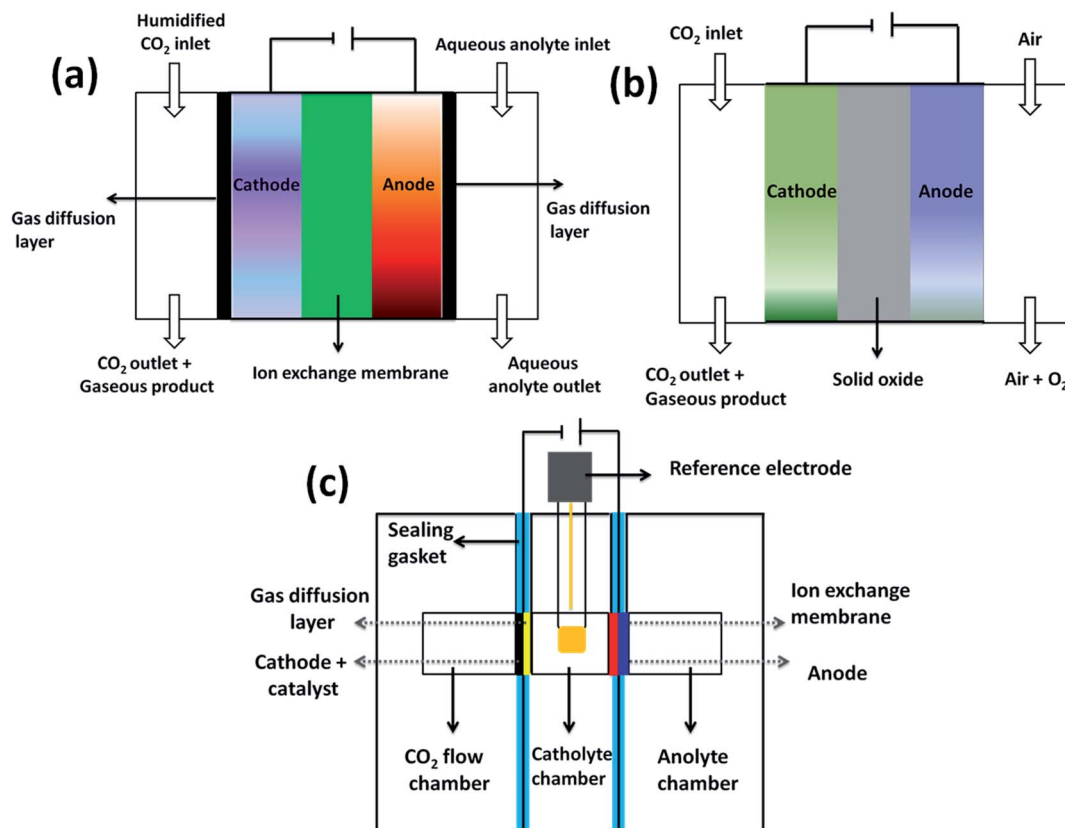 (a)
Humidified
CO2 inlet
Aqueous anolyte inlet
Cathode
Anode
Gas diffusion
layer
Gas diffusion
layer
CO2 outlet +
Gaseous product
Ion exchange membrane
Aqueous
anolyte outlet
(b)
CO2 inlet
Air
Cathode
Anode
CO2 outlet +
Gaseous product
Solid oxide
Air + O2
(c)
Reference electrode
Sealing
gasket
Gas diffusion
layer
Ion exchange
membrane
Cathode +
catalyst
Anode
CO2 flow
chamber
Catholyte
chamber
Anolyte
chamber